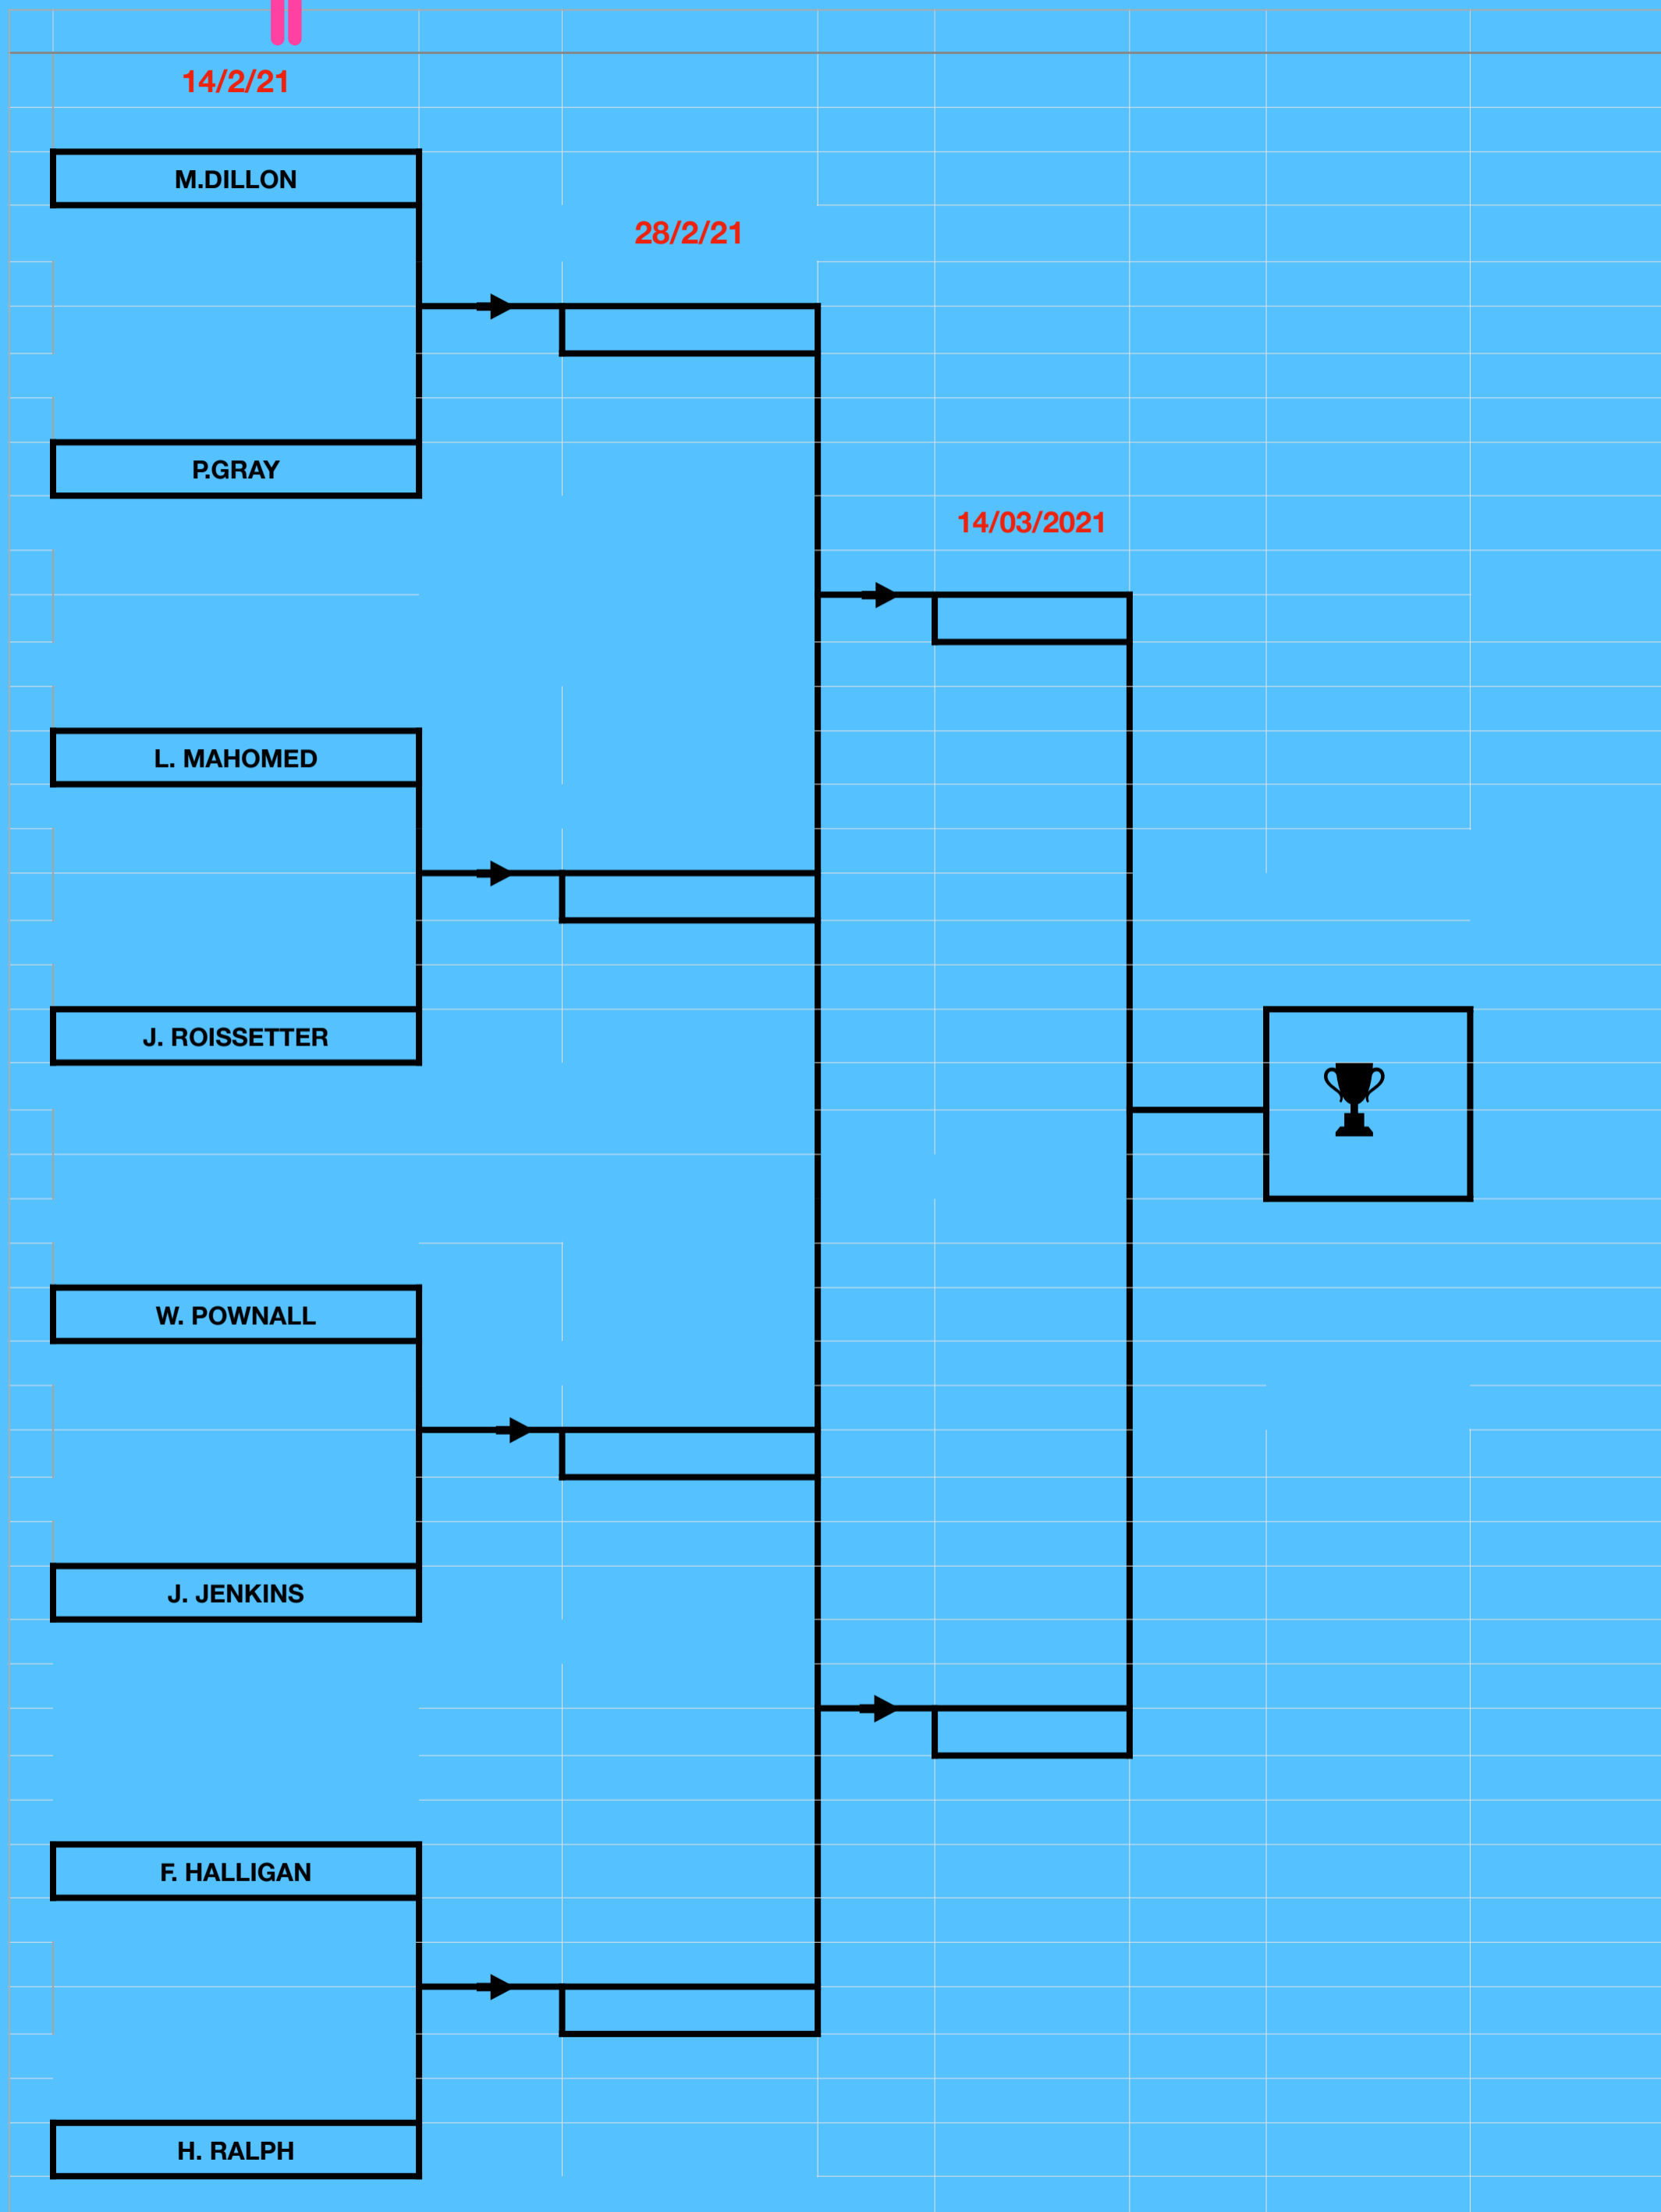 14/2/21
M.DILLON
28/2/21
P.GRAY
14/03/2021
L. MAHOMED
J. ROISSETTER
W. POWNALL
J. JENKINS
F. HALLIGAN
H. RALPH